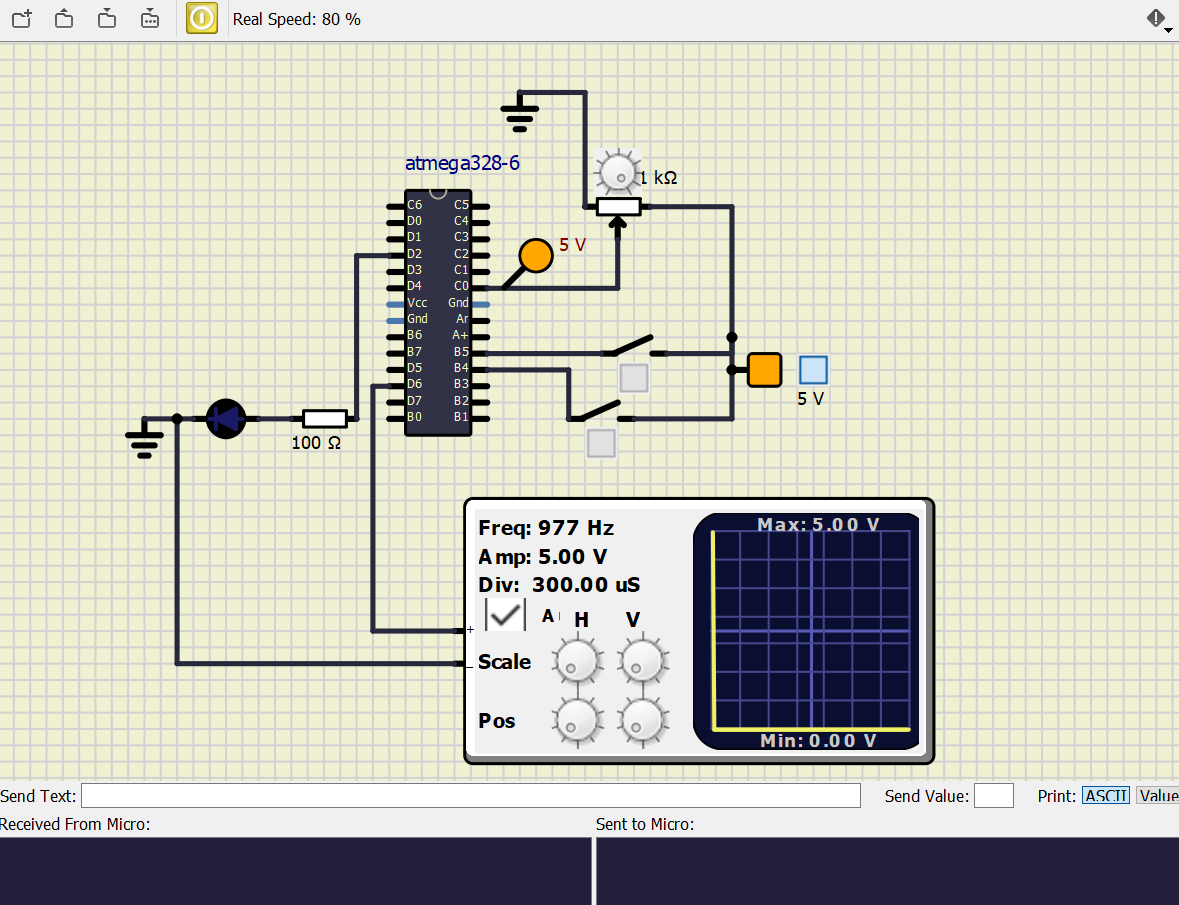 Real Speed: 80 %
atmega328-6
1 kΩ
5 V
C6 C5
D0 C4
D1 C3
D2 C2
D3 C1
D4 C0
Vcc Gnd
Gnd Ar
B6 A+
B7 B5
D5 B4
D6 B3
D7 B2
B0 B1
5 V
100 Ω
Freq: 977 Hz
Amp: 5.00 V
Div: 300.00 uS
A H V
+
Scale
−
Pos
Max: 5.00 V
Min: 0.00 V
Send Text: Send Value: Print: ASCII Value
Received From Micro: Sent to Micro: